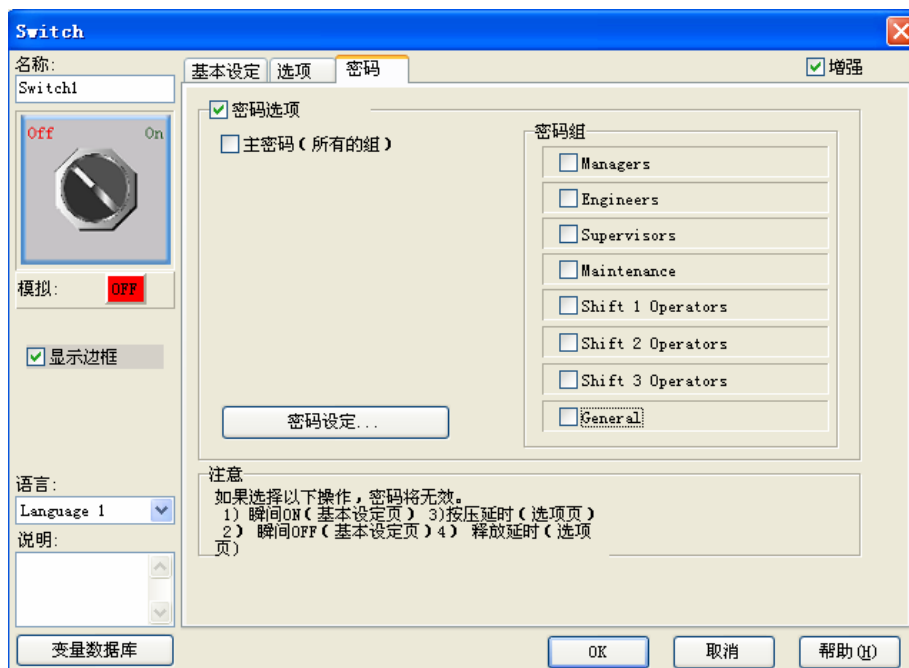 Switch
名称:
Switch1
Off On
模拟: OFF
显示边框
语言:
Language 1
说明:
变量数据库
基本设定 选项 密码
增强
密码选项
主密码(所有的组)
密码设定...
密码组
Managers
Engineers
Supervisors
Maintenance
Shift 1 Operators
Shift 2 Operators
Shift 3 Operators
General
注意
如果选择以下操作,密码将无效。
1) 瞬间ON(基本设定页) 3)按压延时(选项页)
2) 瞬间OFF(基本设定页)4) 释放延时(选项
页)
OK 取消 帮助(H)